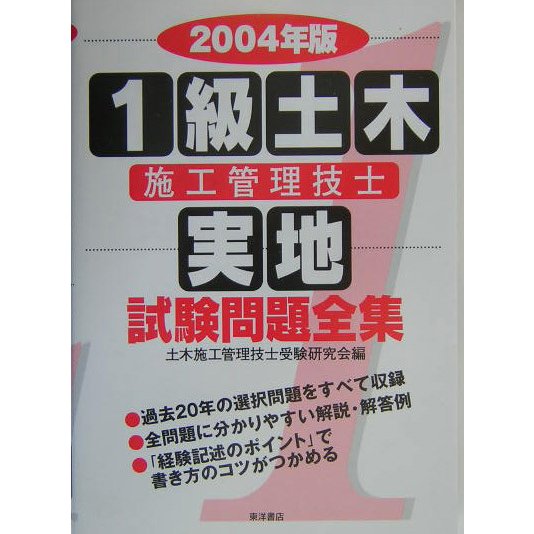 2004年版
1級土木
施工管理技士
実地
試験問題全集
土木施工管理技士受験研究会編
●過去20年の選択問題をすべて収録
●全問題に分かりやすい解説・解答例
●「経験記述のポイント」で
書き方のコツがつかめる
東洋書店